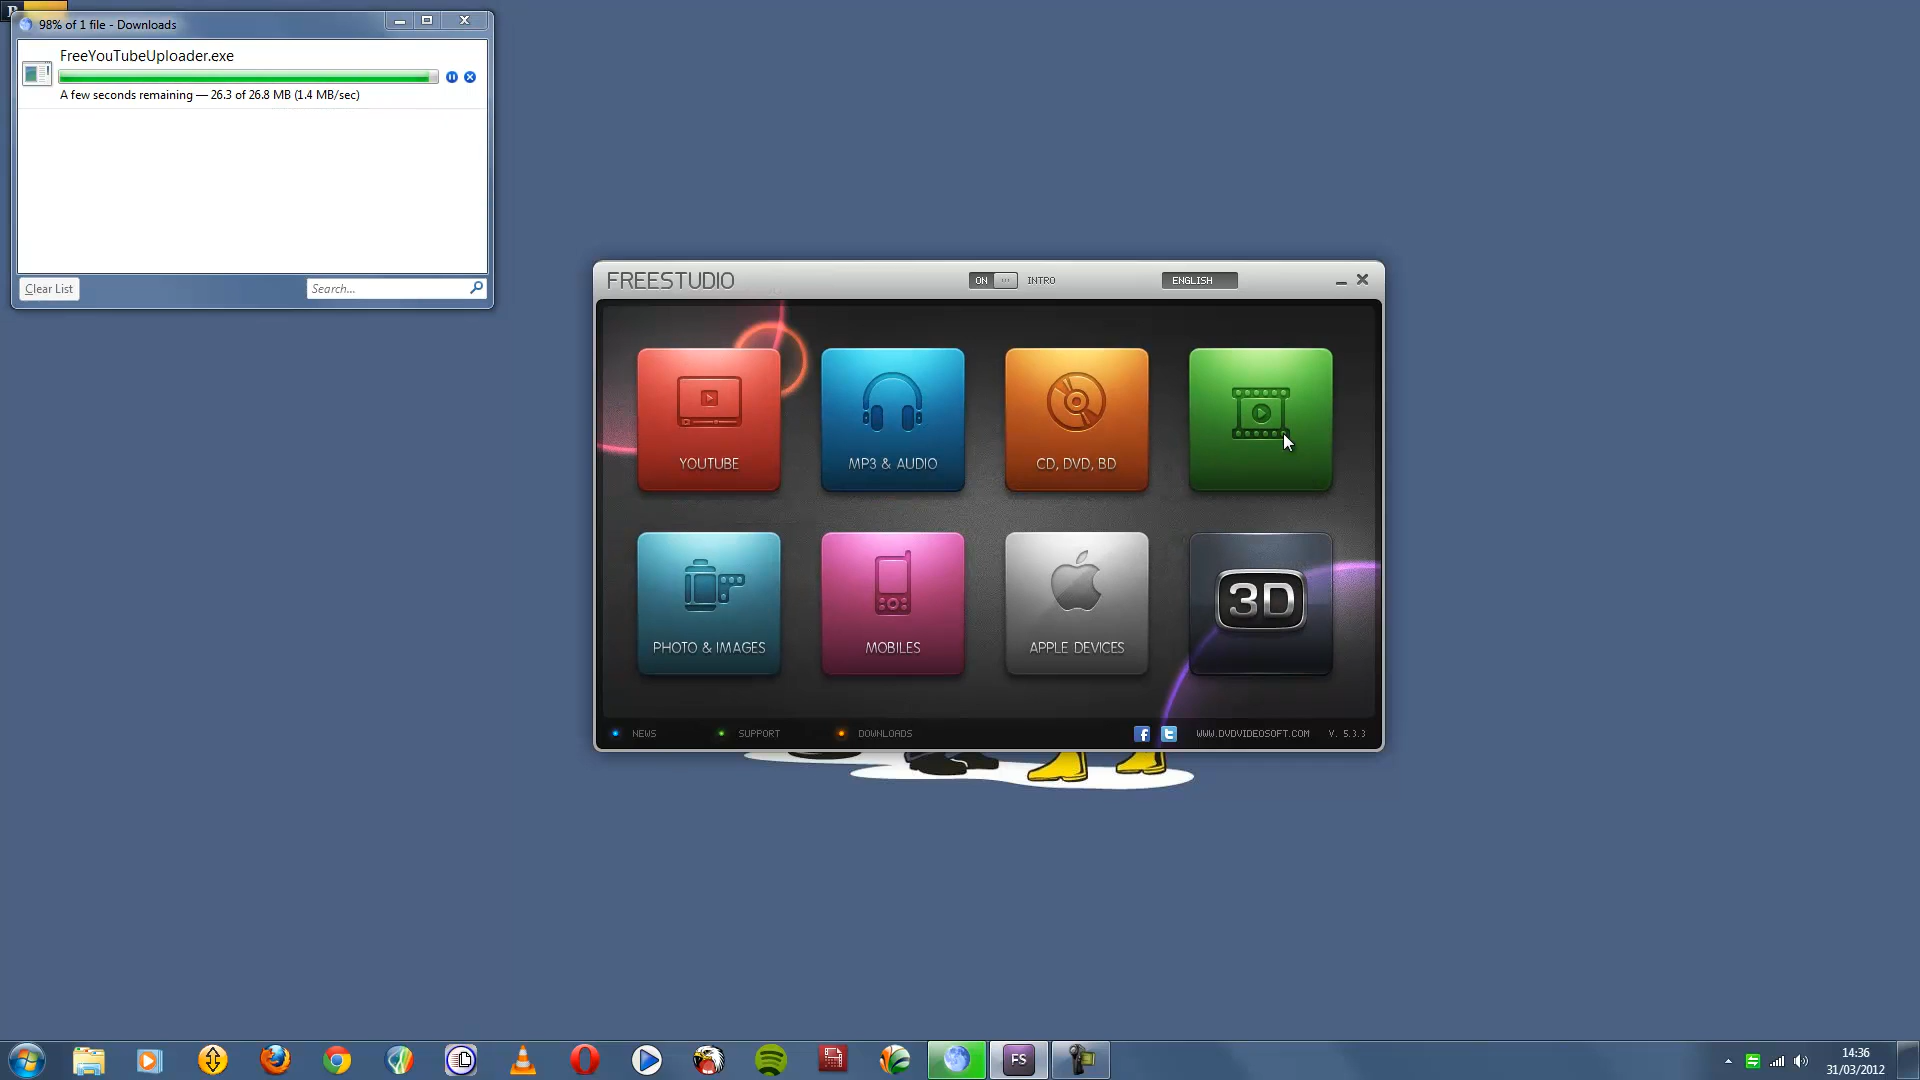 98% of 1 file - Downloads
FreeYouTubeUploader.exe
A few seconds remaining — 26.3 of 26.8 MB (1.4 MB/sec)
Clear List
Search...
FREESTUDIO
ON
INTRO
ENGLISH
YOUTUBE
MP3 & AUDIO
CD, DVD, BD
PHOTO & IMAGES
MOBILES
APPLE DEVICES
3D
NEWS
SUPPORT
DOWNLOADS
WWW.DVDVIDEOSOFT.COM
V. 5.3.3
FS
14:36
31/03/2012